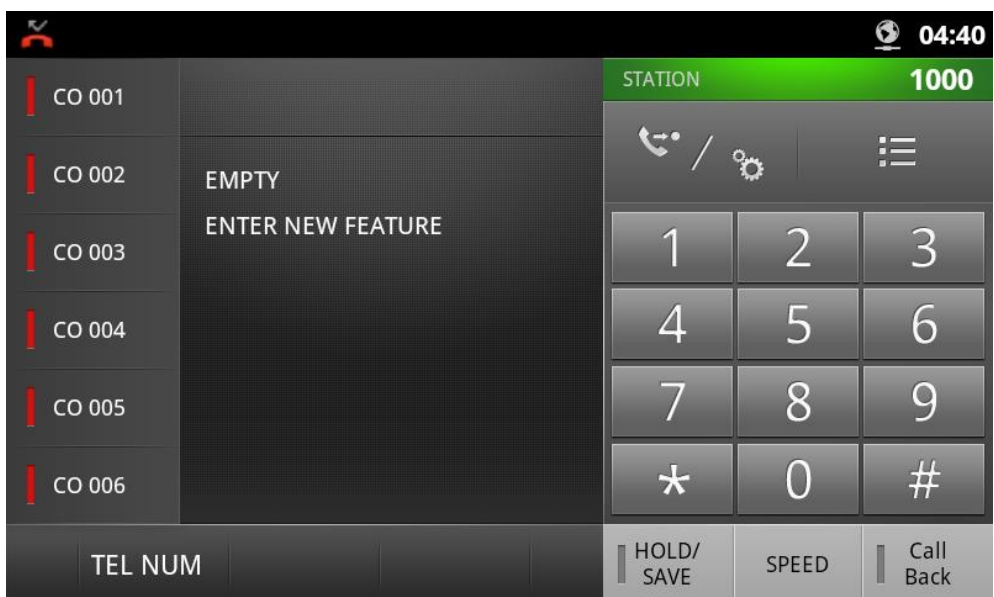 04:40
CO 001
CO 002
CO 003
CO 004
CO 005
CO 006
EMPTY
ENTER NEW FEATURE
TEL NUM
STATION 1000
1 2 3
4 5 6
7 8 9
* 0 #
HOLD/
SAVE
SPEED
Call
Back